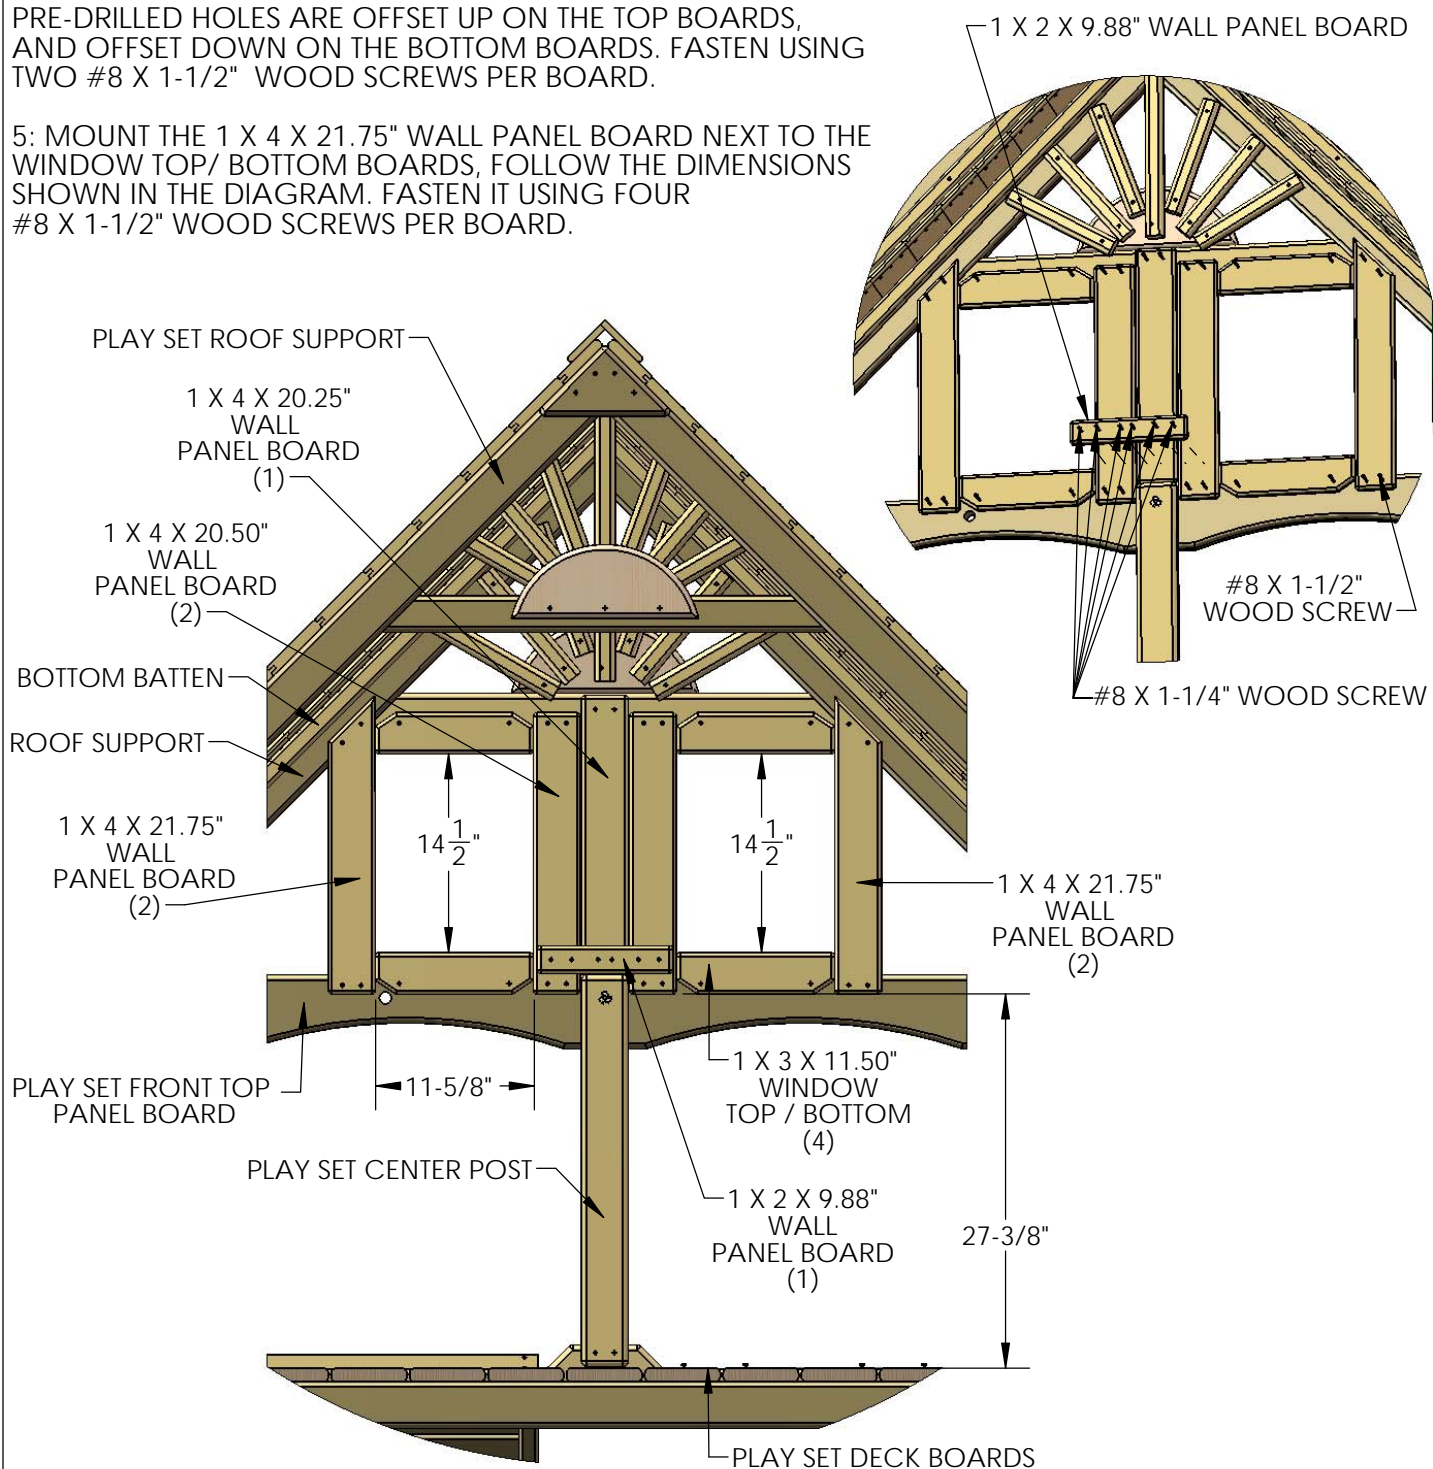 PRE-DRILLED HOLES ARE OFFSET UP ON THE TOP BOARDS,
AND OFFSET DOWN ON THE BOTTOM BOARDS. FASTEN USING
TWO #8 X 1-1/2" WOOD SCREWS PER BOARD.
5: MOUNT THE 1 X 4 X 21.75" WALL PANEL BOARD NEXT TO THE
WINDOW TOP/ BOTTOM BOARDS, FOLLOW THE DIMENSIONS
SHOWN IN THE DIAGRAM. FASTEN IT USING FOUR
#8 X 1-1/2" WOOD SCREWS PER BOARD.
1 X 2 X 9.88" WALL PANEL BOARD
#8 X 1-1/2"
WOOD SCREW
#8 X 1-1/4" WOOD SCREW
PLAY SET ROOF SUPPORT
1 X 4 X 20.25"
WALL
PANEL BOARD
(1)
1 X 4 X 20.50"
WALL
PANEL BOARD
(2)
BOTTOM BATTEN
ROOF SUPPORT
1 X 4 X 21.75"
WALL
PANEL BOARD
(2)
14 1/2"
14 1/2"
1 X 4 X 21.75"
WALL
PANEL BOARD
(2)
PLAY SET FRONT TOP
PANEL BOARD
11-5/8"
1 X 3 X 11.50"
WINDOW
TOP / BOTTOM
(4)
PLAY SET CENTER POST
1 X 2 X 9.88"
WALL
PANEL BOARD
(1)
27-3/8"
PLAY SET DECK BOARDS